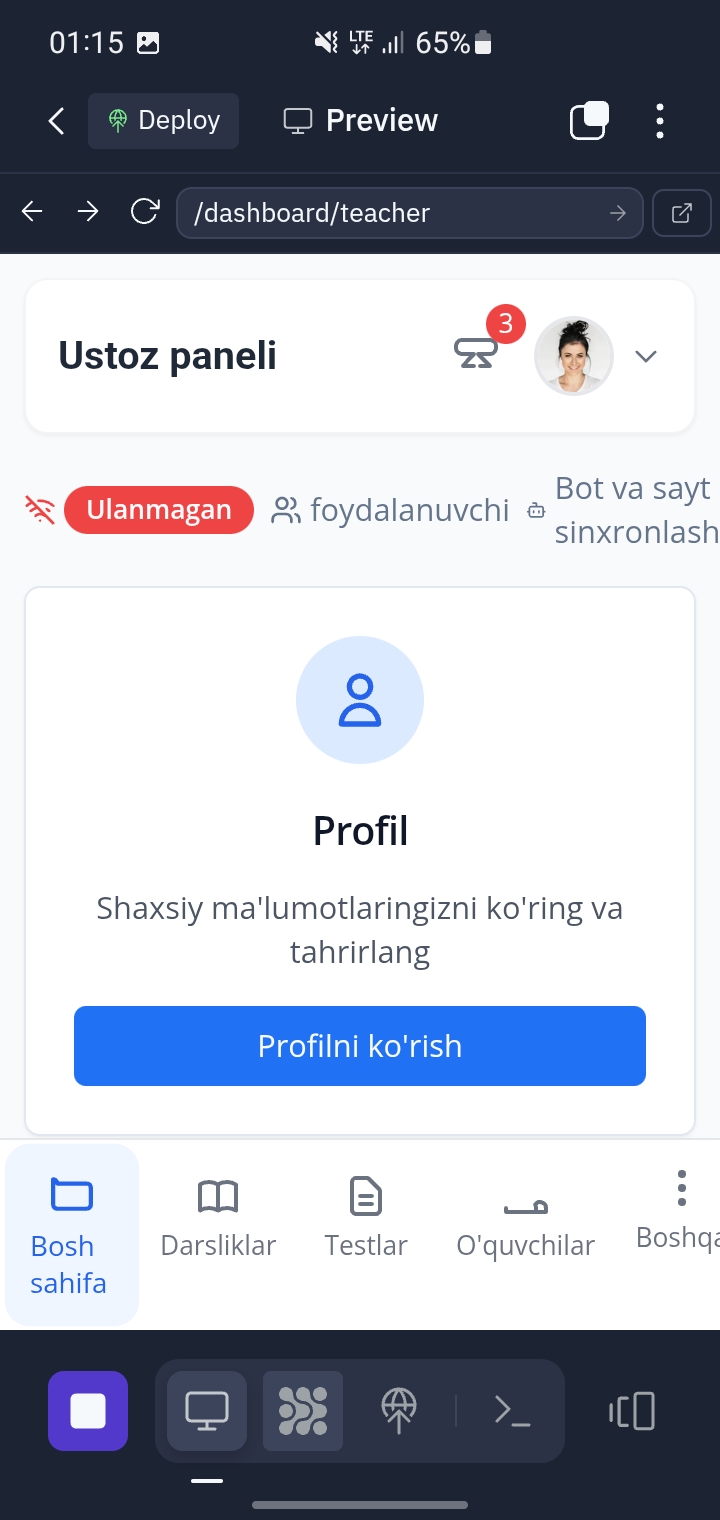 01:15 LTE 65%
Deploy Preview
/dashboard/teacher
Ustoz paneli 3
Ulanmagan foydalanuvchi Bot va sayt
sinxronlash
Profil
Shaxsiy ma'lumotlaringizni ko'ring va
tahrirlang
Profilni ko'rish
Bosh
sahifa
Darsliklar
Testlar
O'quvchilar
Boshqa